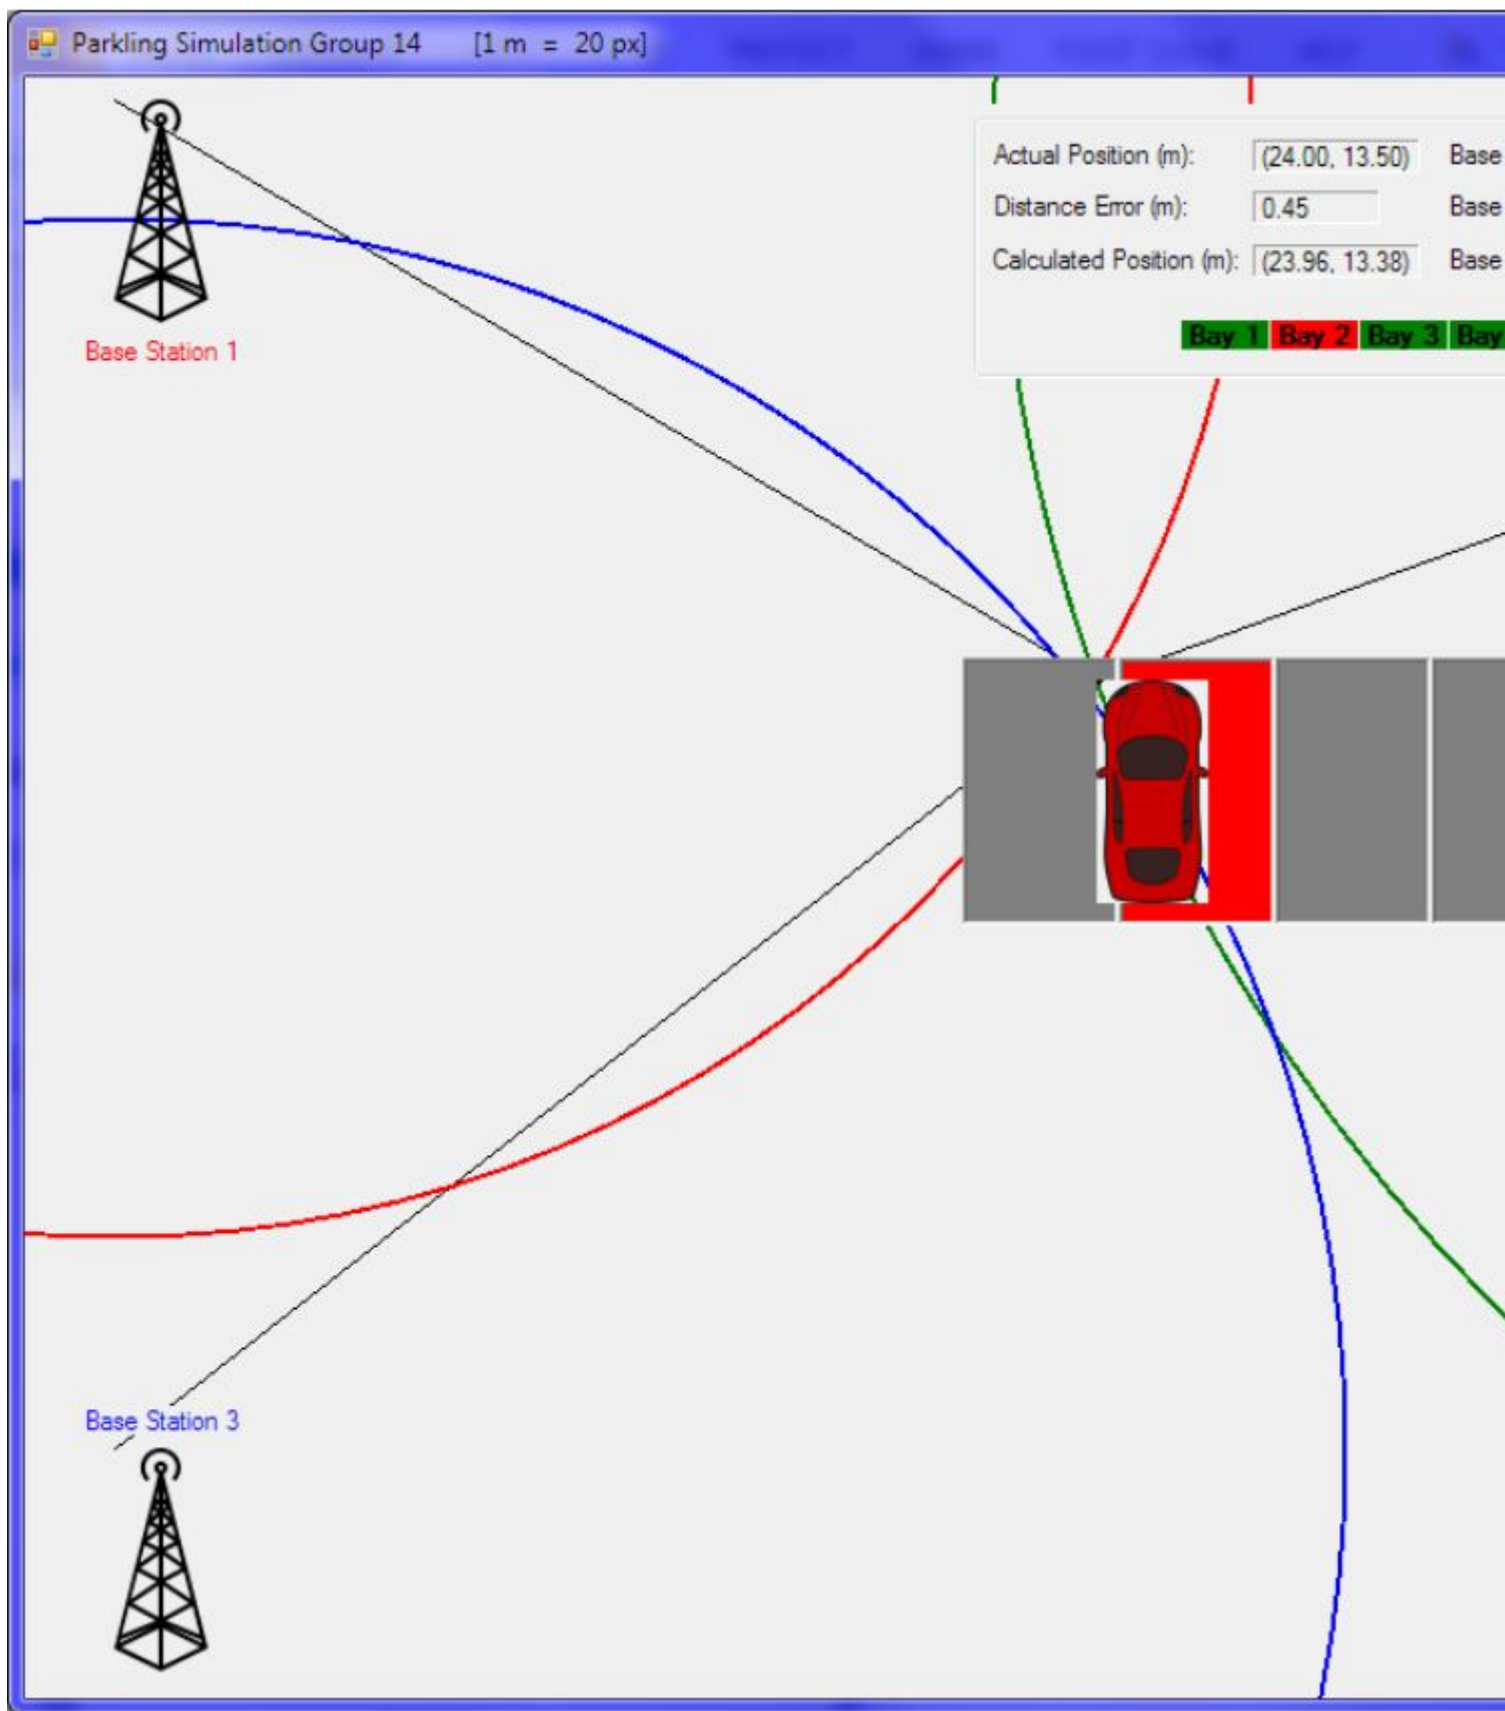 Parkling Simulation Group 14 [1 m = 20 px]
Actual Position (m): (24.00, 13.50) Base
Distance Error (m): 0.45 Base
Calculated Position (m): (23.96, 13.38) Base
Bay 1 Bay 2 Bay 3 Bay
Base Station 1
Base Station 3